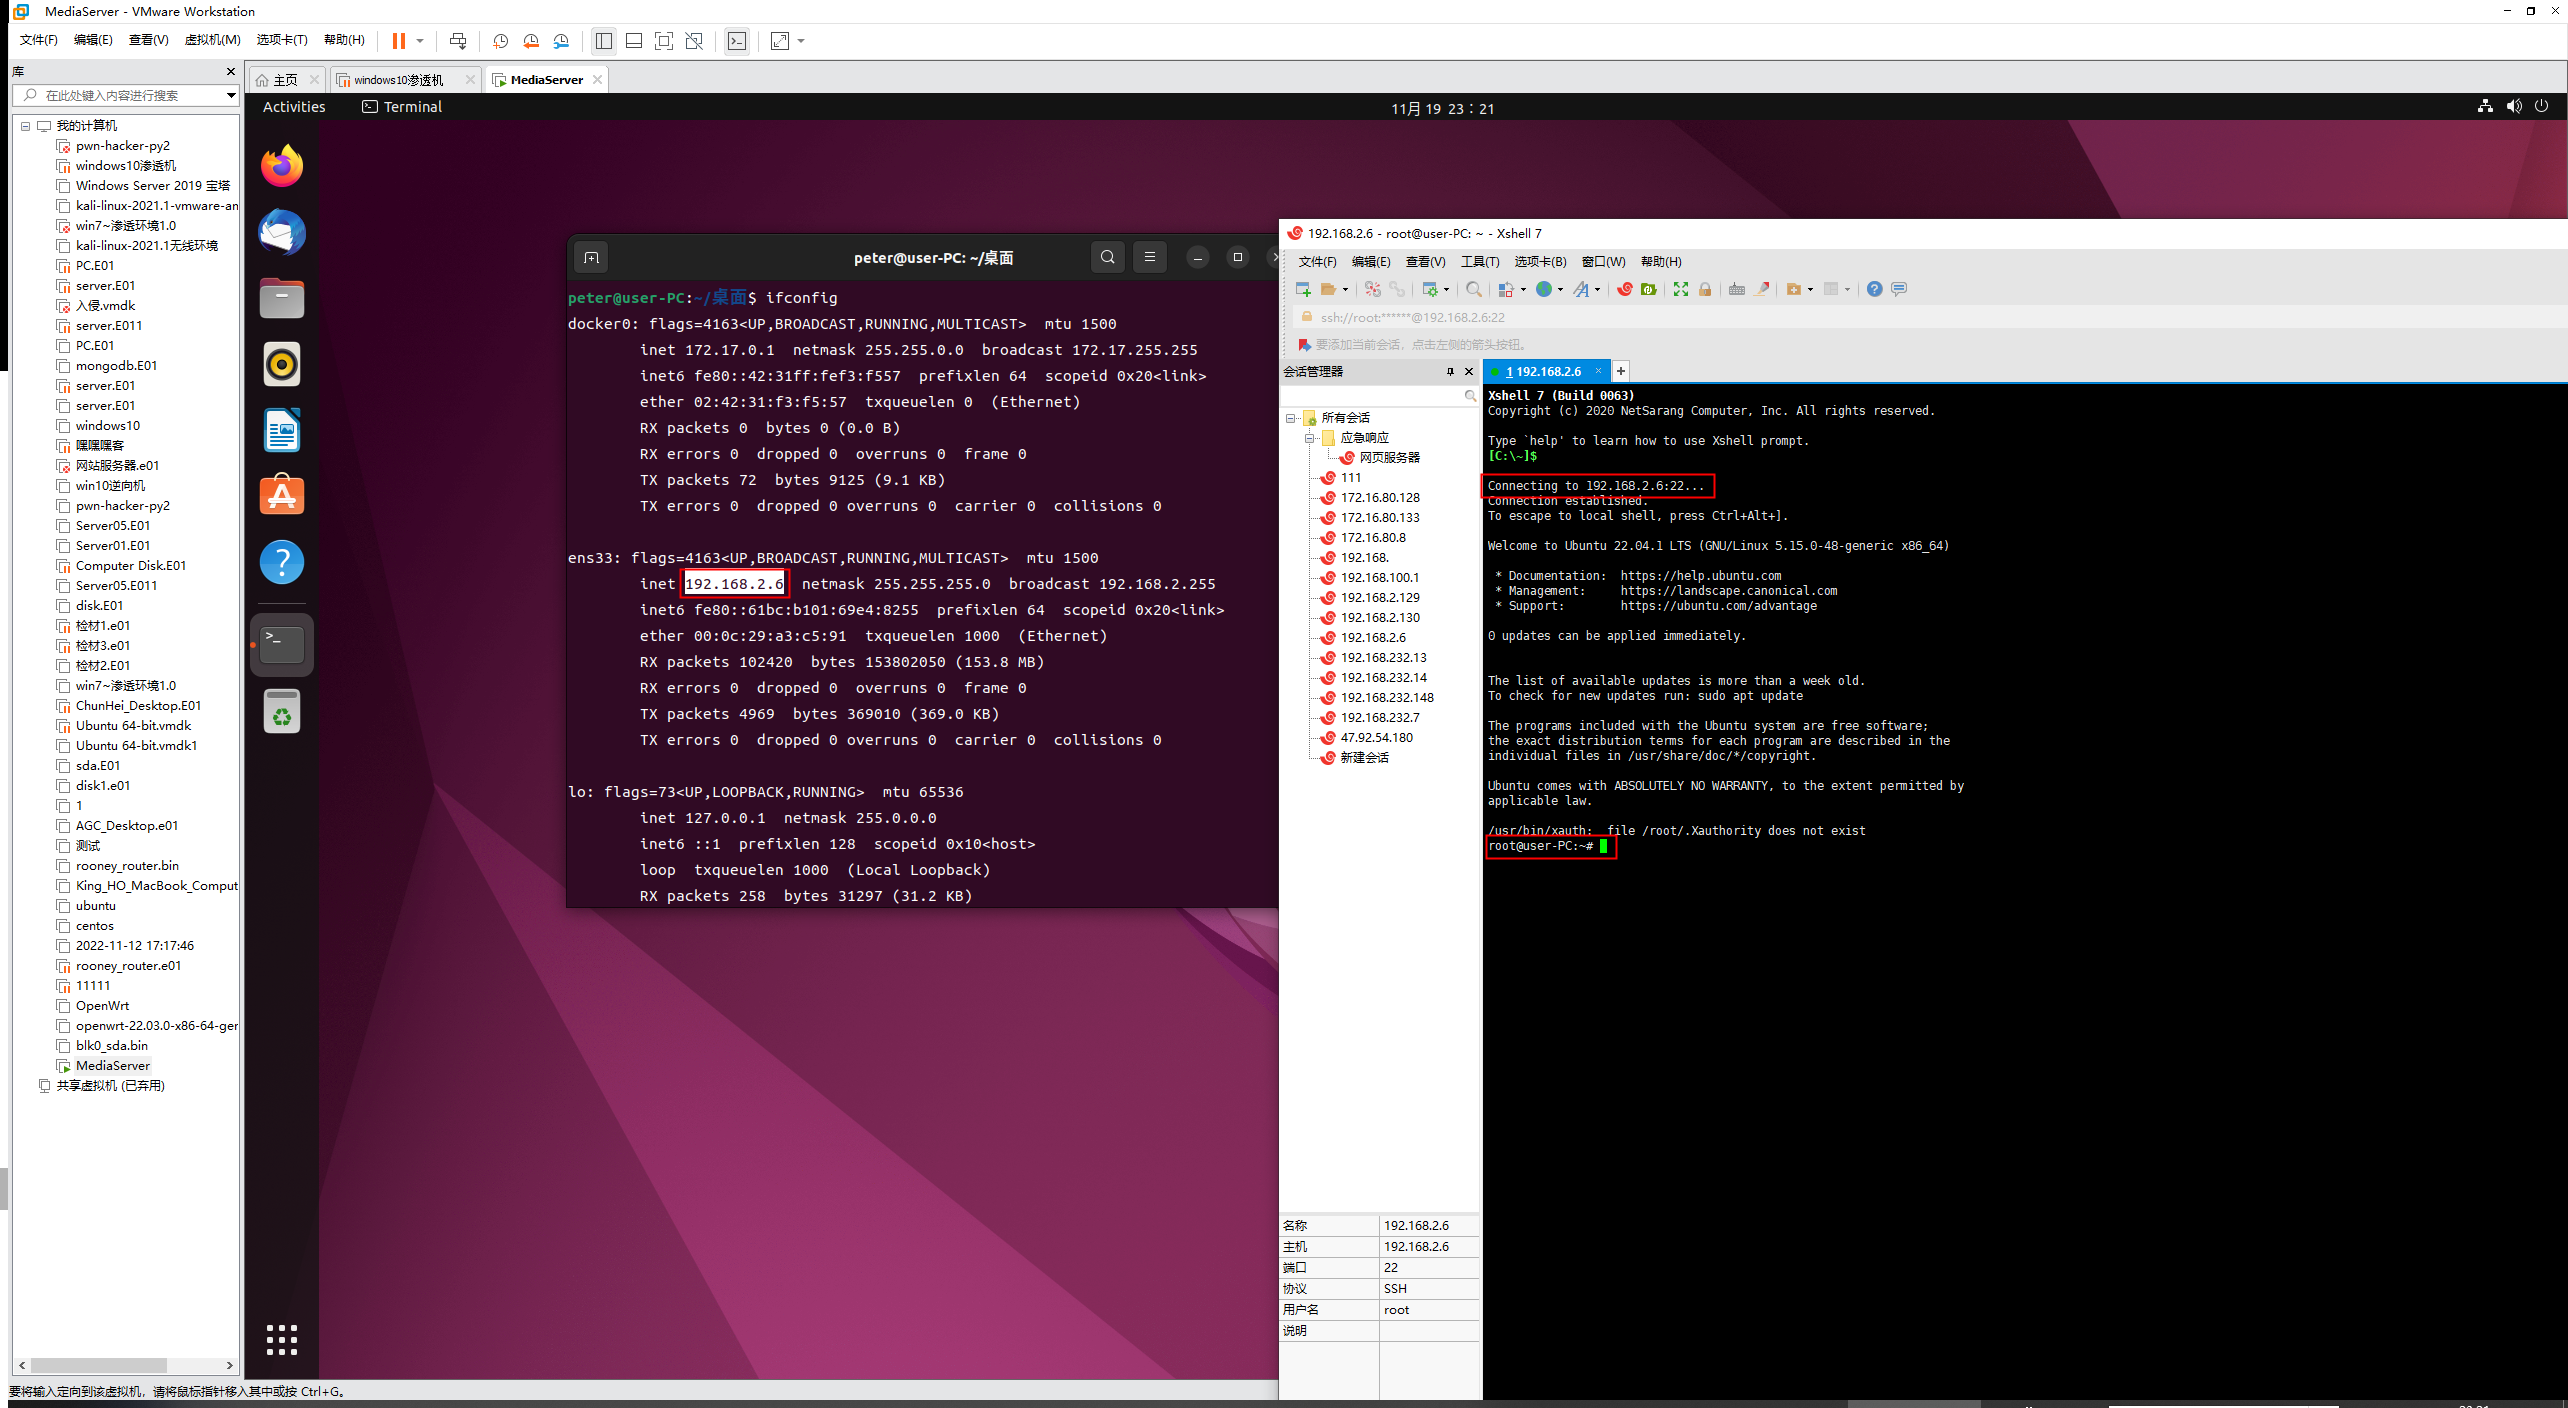 MediaServer - VMware Workstation
文件(F) 编辑(E) 查看(V) 虚拟机(M) 选项卡(T) 帮助(H)
库
在此处键入内容进行搜索
我的计算机
pwn-hacker-py2
windows10渗透机
Windows Server 2019 宝塔
kali-linux-2021.1-vmware-an
win7~渗透环境1.0
kali-linux-2021.1无线环境
PC.E01
server.E01
入侵.vmdk
server.E011
PC.E01
mongodb.E01
server.E01
server.E01
windows10
嘿嘿嘿客
网站服务器.e01
win10逆向机
pwn-hacker-py2
Server05.E01
Server01.E01
Computer Disk.E01
Server05.E011
disk.E01
检材1.e01
检材3.e01
检材2.E01
win7~渗透环境1.0
ChunHei_Desktop.E01
Ubuntu 64-bit.vmdk
Ubuntu 64-bit.vmdk1
sda.E01
disk1.e01
1
AGC_Desktop.e01
测试
rooney_router.bin
King_HO_MacBook_Comput
ubuntu
centos
2022-11-12 17:17:46
rooney_router.e01
11111
OpenWrt
openwrt-22.03.0-x86-64-ger
blk0_sda.bin
MediaServer
共享虚拟机 (已弃用)
要将输入定向到该虚拟机，请将鼠标指针移入其中或按 Ctrl+G。
主页 windows10渗透机 MediaServer
Activities Terminal 11月 19 23：21
peter@user-PC: ~/桌面
peter@user-PC:~/桌面$ ifconfig
docker0: flags=4163<UP,BROADCAST,RUNNING,MULTICAST>  mtu 1500
inet 172.17.0.1  netmask 255.255.0.0  broadcast 172.17.255.255
inet6 fe80::42:31ff:fef3:f557  prefixlen 64  scopeid 0x20<link>
ether 02:42:31:f3:f5:57  txqueuelen 0  (Ethernet)
RX packets 0  bytes 0 (0.0 B)
RX errors 0  dropped 0  overruns 0  frame 0
TX packets 72  bytes 9125 (9.1 KB)
TX errors 0  dropped 0 overruns 0  carrier 0  collisions 0
ens33: flags=4163<UP,BROADCAST,RUNNING,MULTICAST>  mtu 1500
inet 192.168.2.6  netmask 255.255.255.0  broadcast 192.168.2.255
inet6 fe80::61bc:b101:69e4:8255  prefixlen 64  scopeid 0x20<link>
ether 00:0c:29:a3:c5:91  txqueuelen 1000  (Ethernet)
RX packets 102420  bytes 153802050 (153.8 MB)
RX errors 0  dropped 0  overruns 0  frame 0
TX packets 4969  bytes 369010 (369.0 KB)
TX errors 0  dropped 0 overruns 0  carrier 0  collisions 0
lo: flags=73<UP,LOOPBACK,RUNNING>  mtu 65536
inet 127.0.0.1  netmask 255.0.0.0
inet6 ::1  prefixlen 128  scopeid 0x10<host>
loop  txqueuelen 1000  (Local Loopback)
RX packets 258  bytes 31297 (31.2 KB)
192.168.2.6 - root@user-PC: ~ - Xshell 7
文件(F) 编辑(E) 查看(V) 工具(T) 选项卡(B) 窗口(W) 帮助(H)
ssh://root:******@192.168.2.6:22
要添加当前会话，点击左侧的箭头按钮。
会话管理器
所有会话
应急响应
网页服务器
111
172.16.80.128
172.16.80.133
172.16.80.8
192.168.
192.168.100.1
192.168.2.129
192.168.2.130
192.168.2.6
192.168.232.13
192.168.232.14
192.168.232.148
192.168.232.7
47.92.54.180
新建会话
名称 192.168.2.6
主机 192.168.2.6
端口 22
协议 SSH
用户名 root
说明
1 192.168.2.6
Xshell 7 (Build 0063)
Copyright (c) 2020 NetSarang Computer, Inc. All rights reserved.
Type `help' to learn how to use Xshell prompt.
[C:\~]$
Connecting to 192.168.2.6:22...
Connection established.
To escape to local shell, press Ctrl+Alt+].
Welcome to Ubuntu 22.04.1 LTS (GNU/Linux 5.15.0-48-generic x86_64)
* Documentation:  https://help.ubuntu.com
* Management:     https://landscape.canonical.com
* Support:        https://ubuntu.com/advantage
0 updates can be applied immediately.
The list of available updates is more than a week old.
To check for new updates run: sudo apt update
The programs included with the Ubuntu system are free software;
the exact distribution terms for each program are described in the
individual files in /usr/share/doc/*/copyright.
Ubuntu comes with ABSOLUTELY NO WARRANTY, to the extent permitted by
applicable law.
/usr/bin/xauth:  file /root/.Xauthority does not exist
root@user-PC:~#